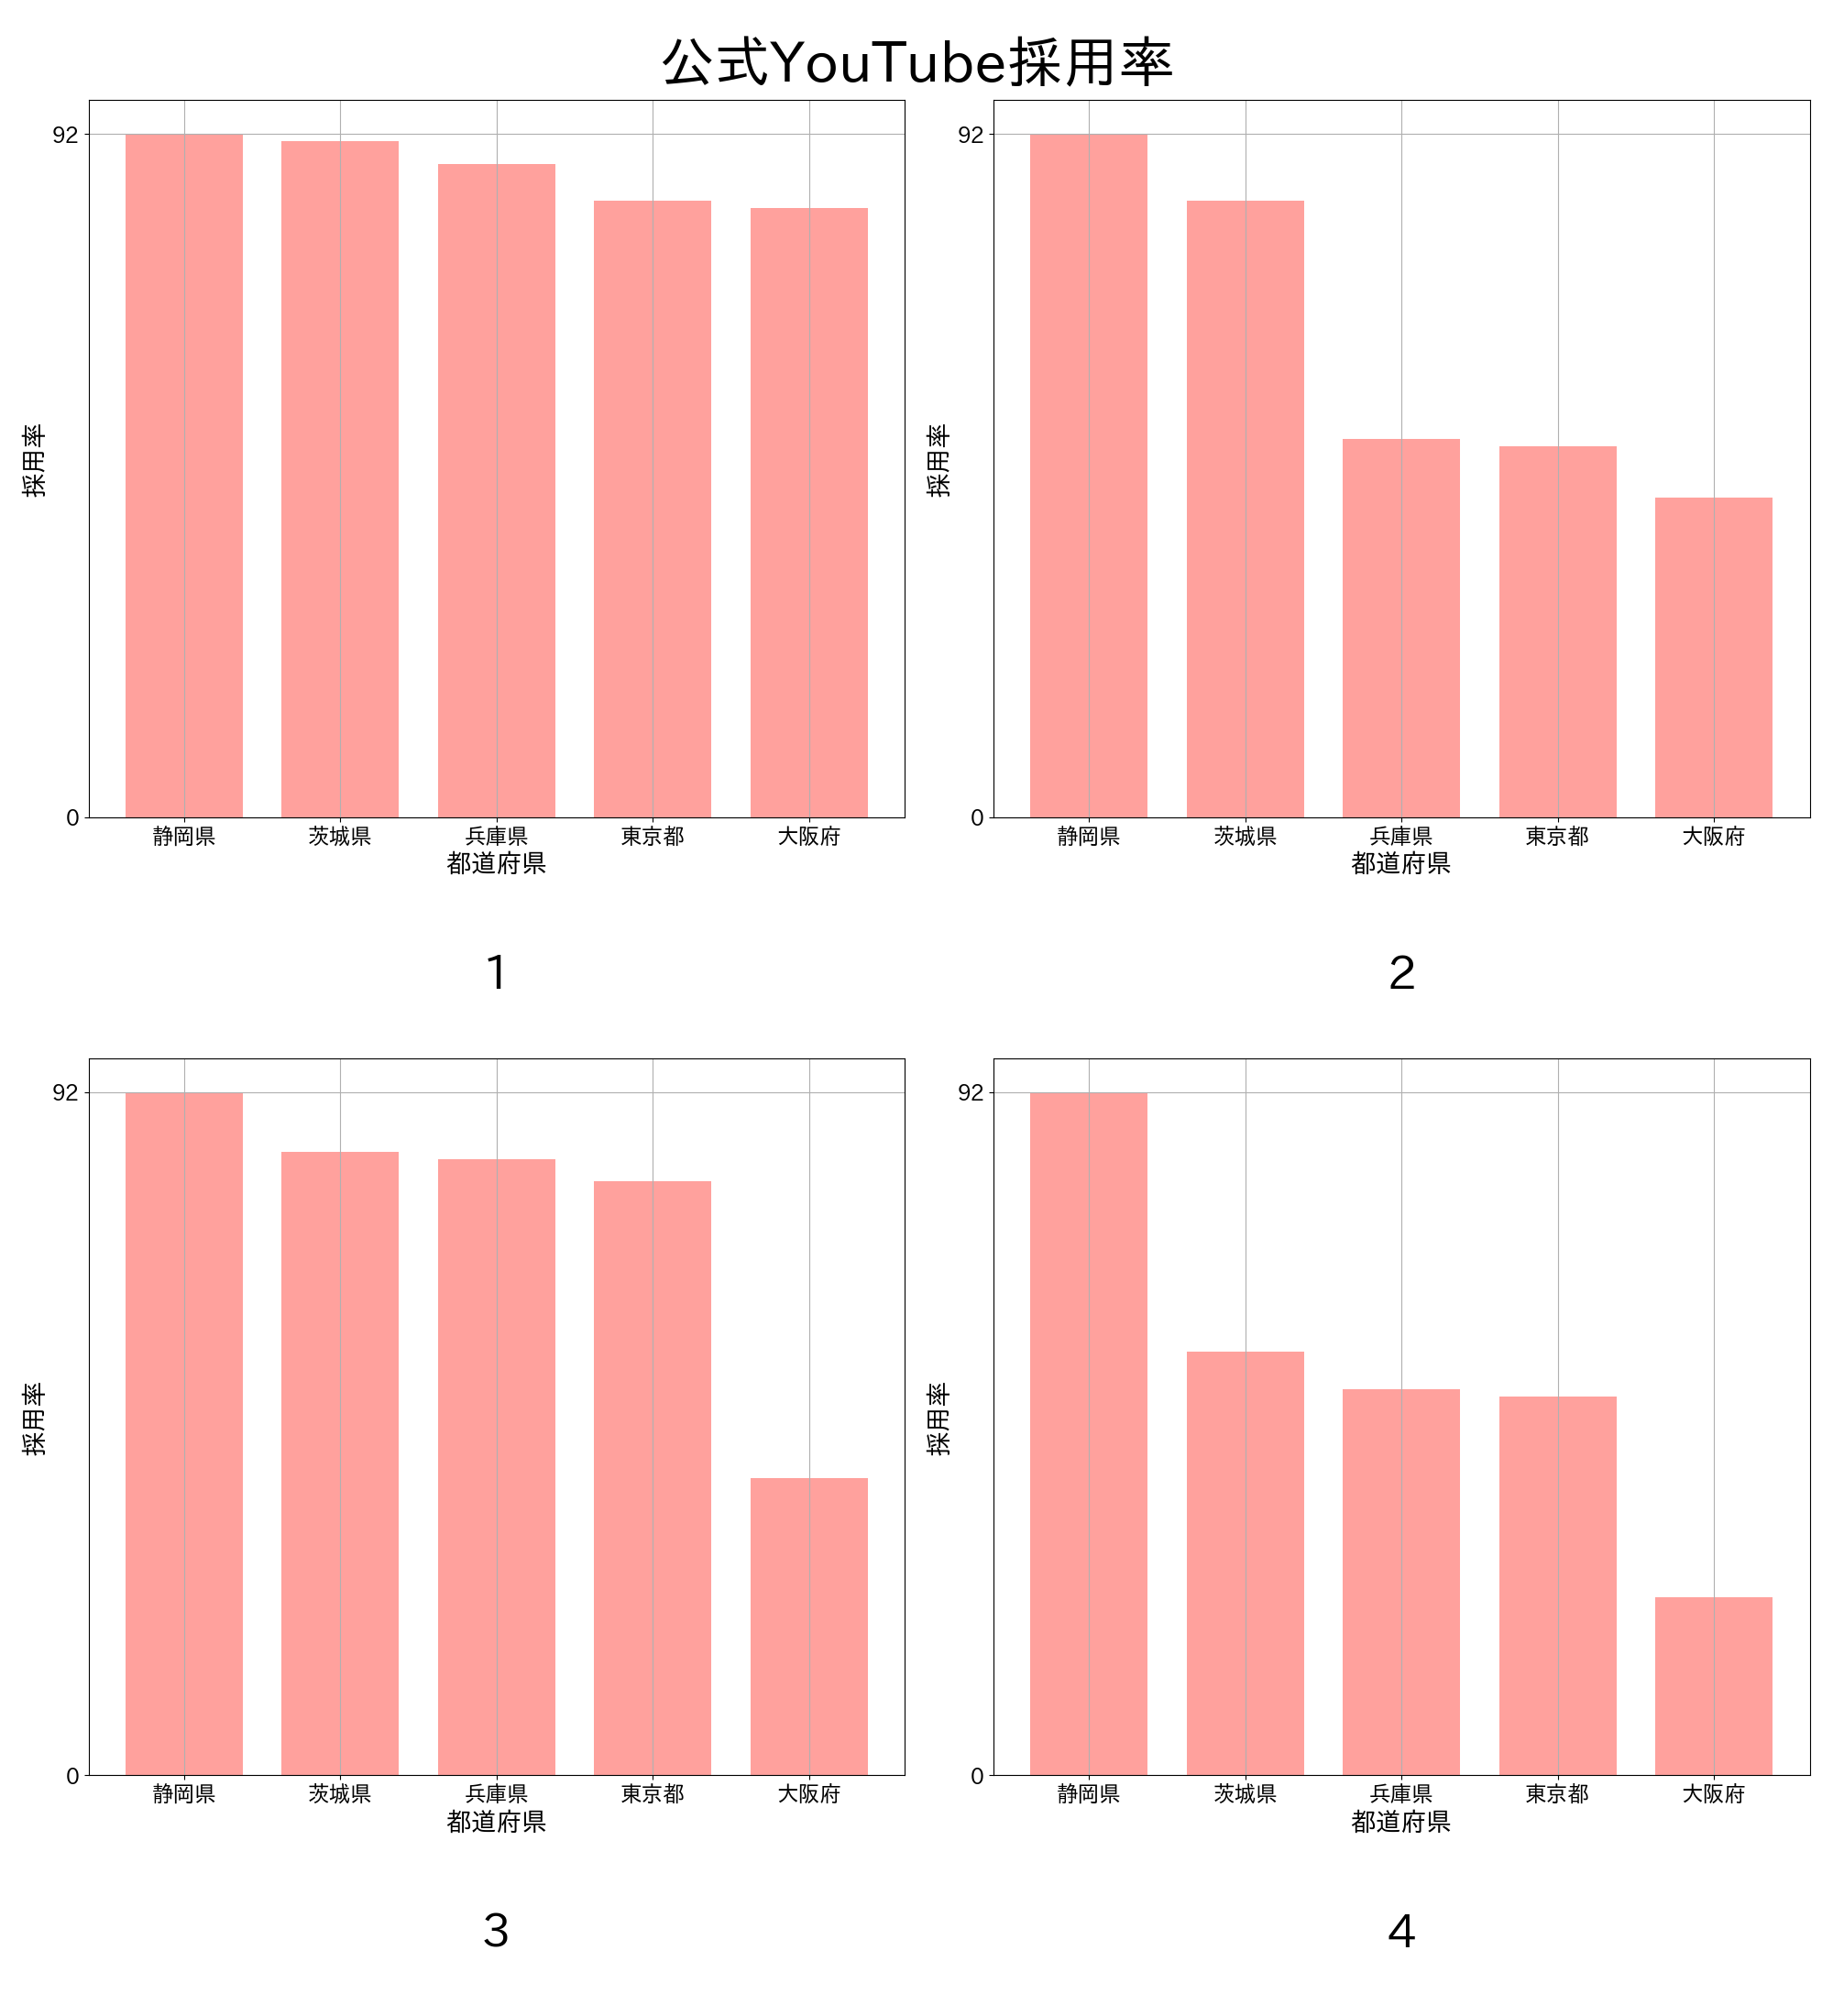 公式YouTube採用率
92
0
採用率
静岡県 茨城県 兵庫県 東京都 大阪府
都道府県
1
92
0
採用率
静岡県 茨城県 兵庫県 東京都 大阪府
都道府県
2
92
0
採用率
静岡県 茨城県 兵庫県 東京都 大阪府
都道府県
3
92
0
採用率
静岡県 茨城県 兵庫県 東京都 大阪府
都道府県
4